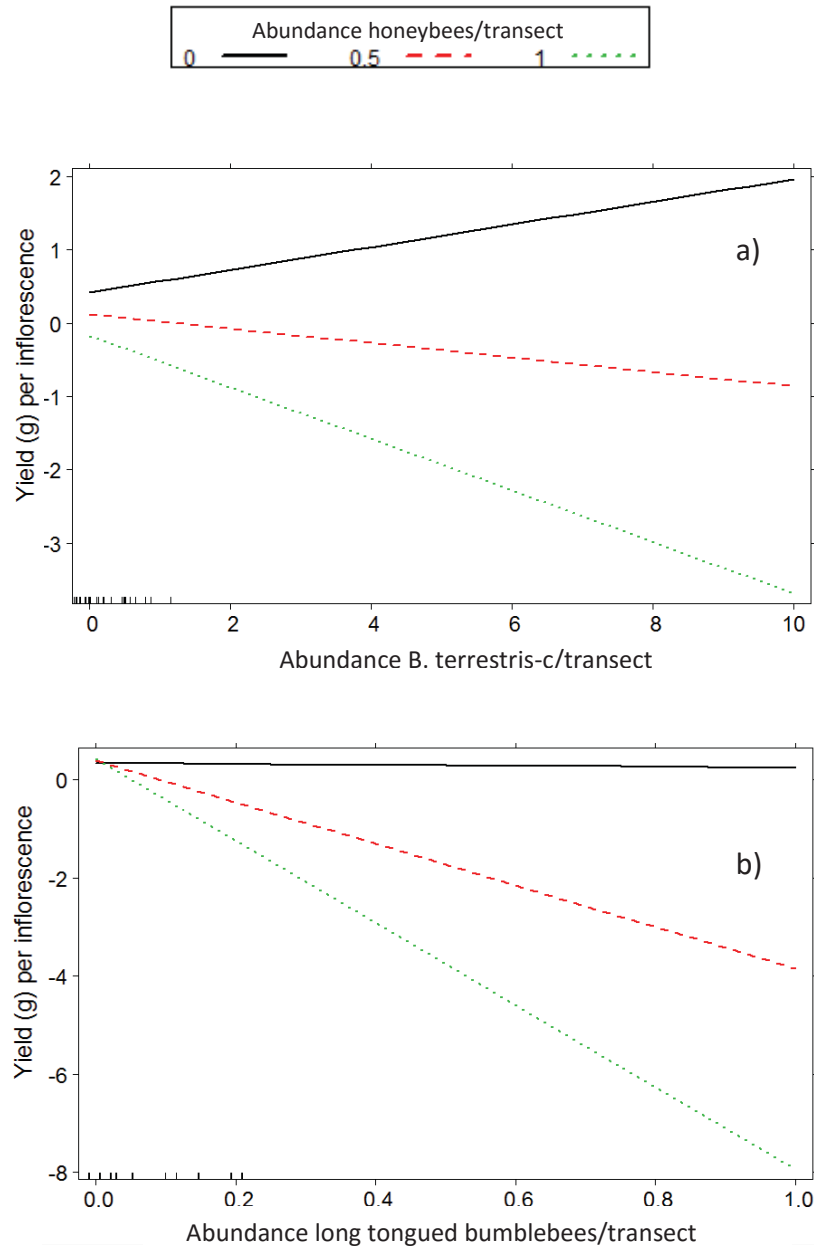 Abundance honeybees/transect
0 0.5 1
a)
Yield (g) per inflorescence
2
1
0
-1
-2
-3
0 2 4 6 8 10
Abundance B. terrestris-c/transect
b)
Yield (g) per inflorescence
0
-2
-4
-6
-8
0.0 0.2 0.4 0.6 0.8 1.0
Abundance long tongued bumblebees/transect